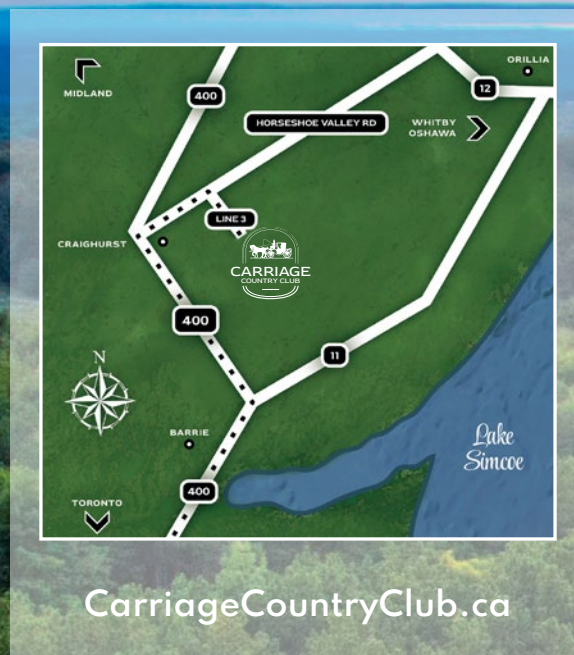 ORILLIA
MIDLAND
400
12
HORSESHOE VALLEY RD
WHITBY
OSHAWA
LINE 3
CRAIGHURST
CARRIAGE
COUNTRY CLUB
400
11
N
BARRIE
Lake
Simcoe
400
TORONTO
CarriageCountryClub.ca